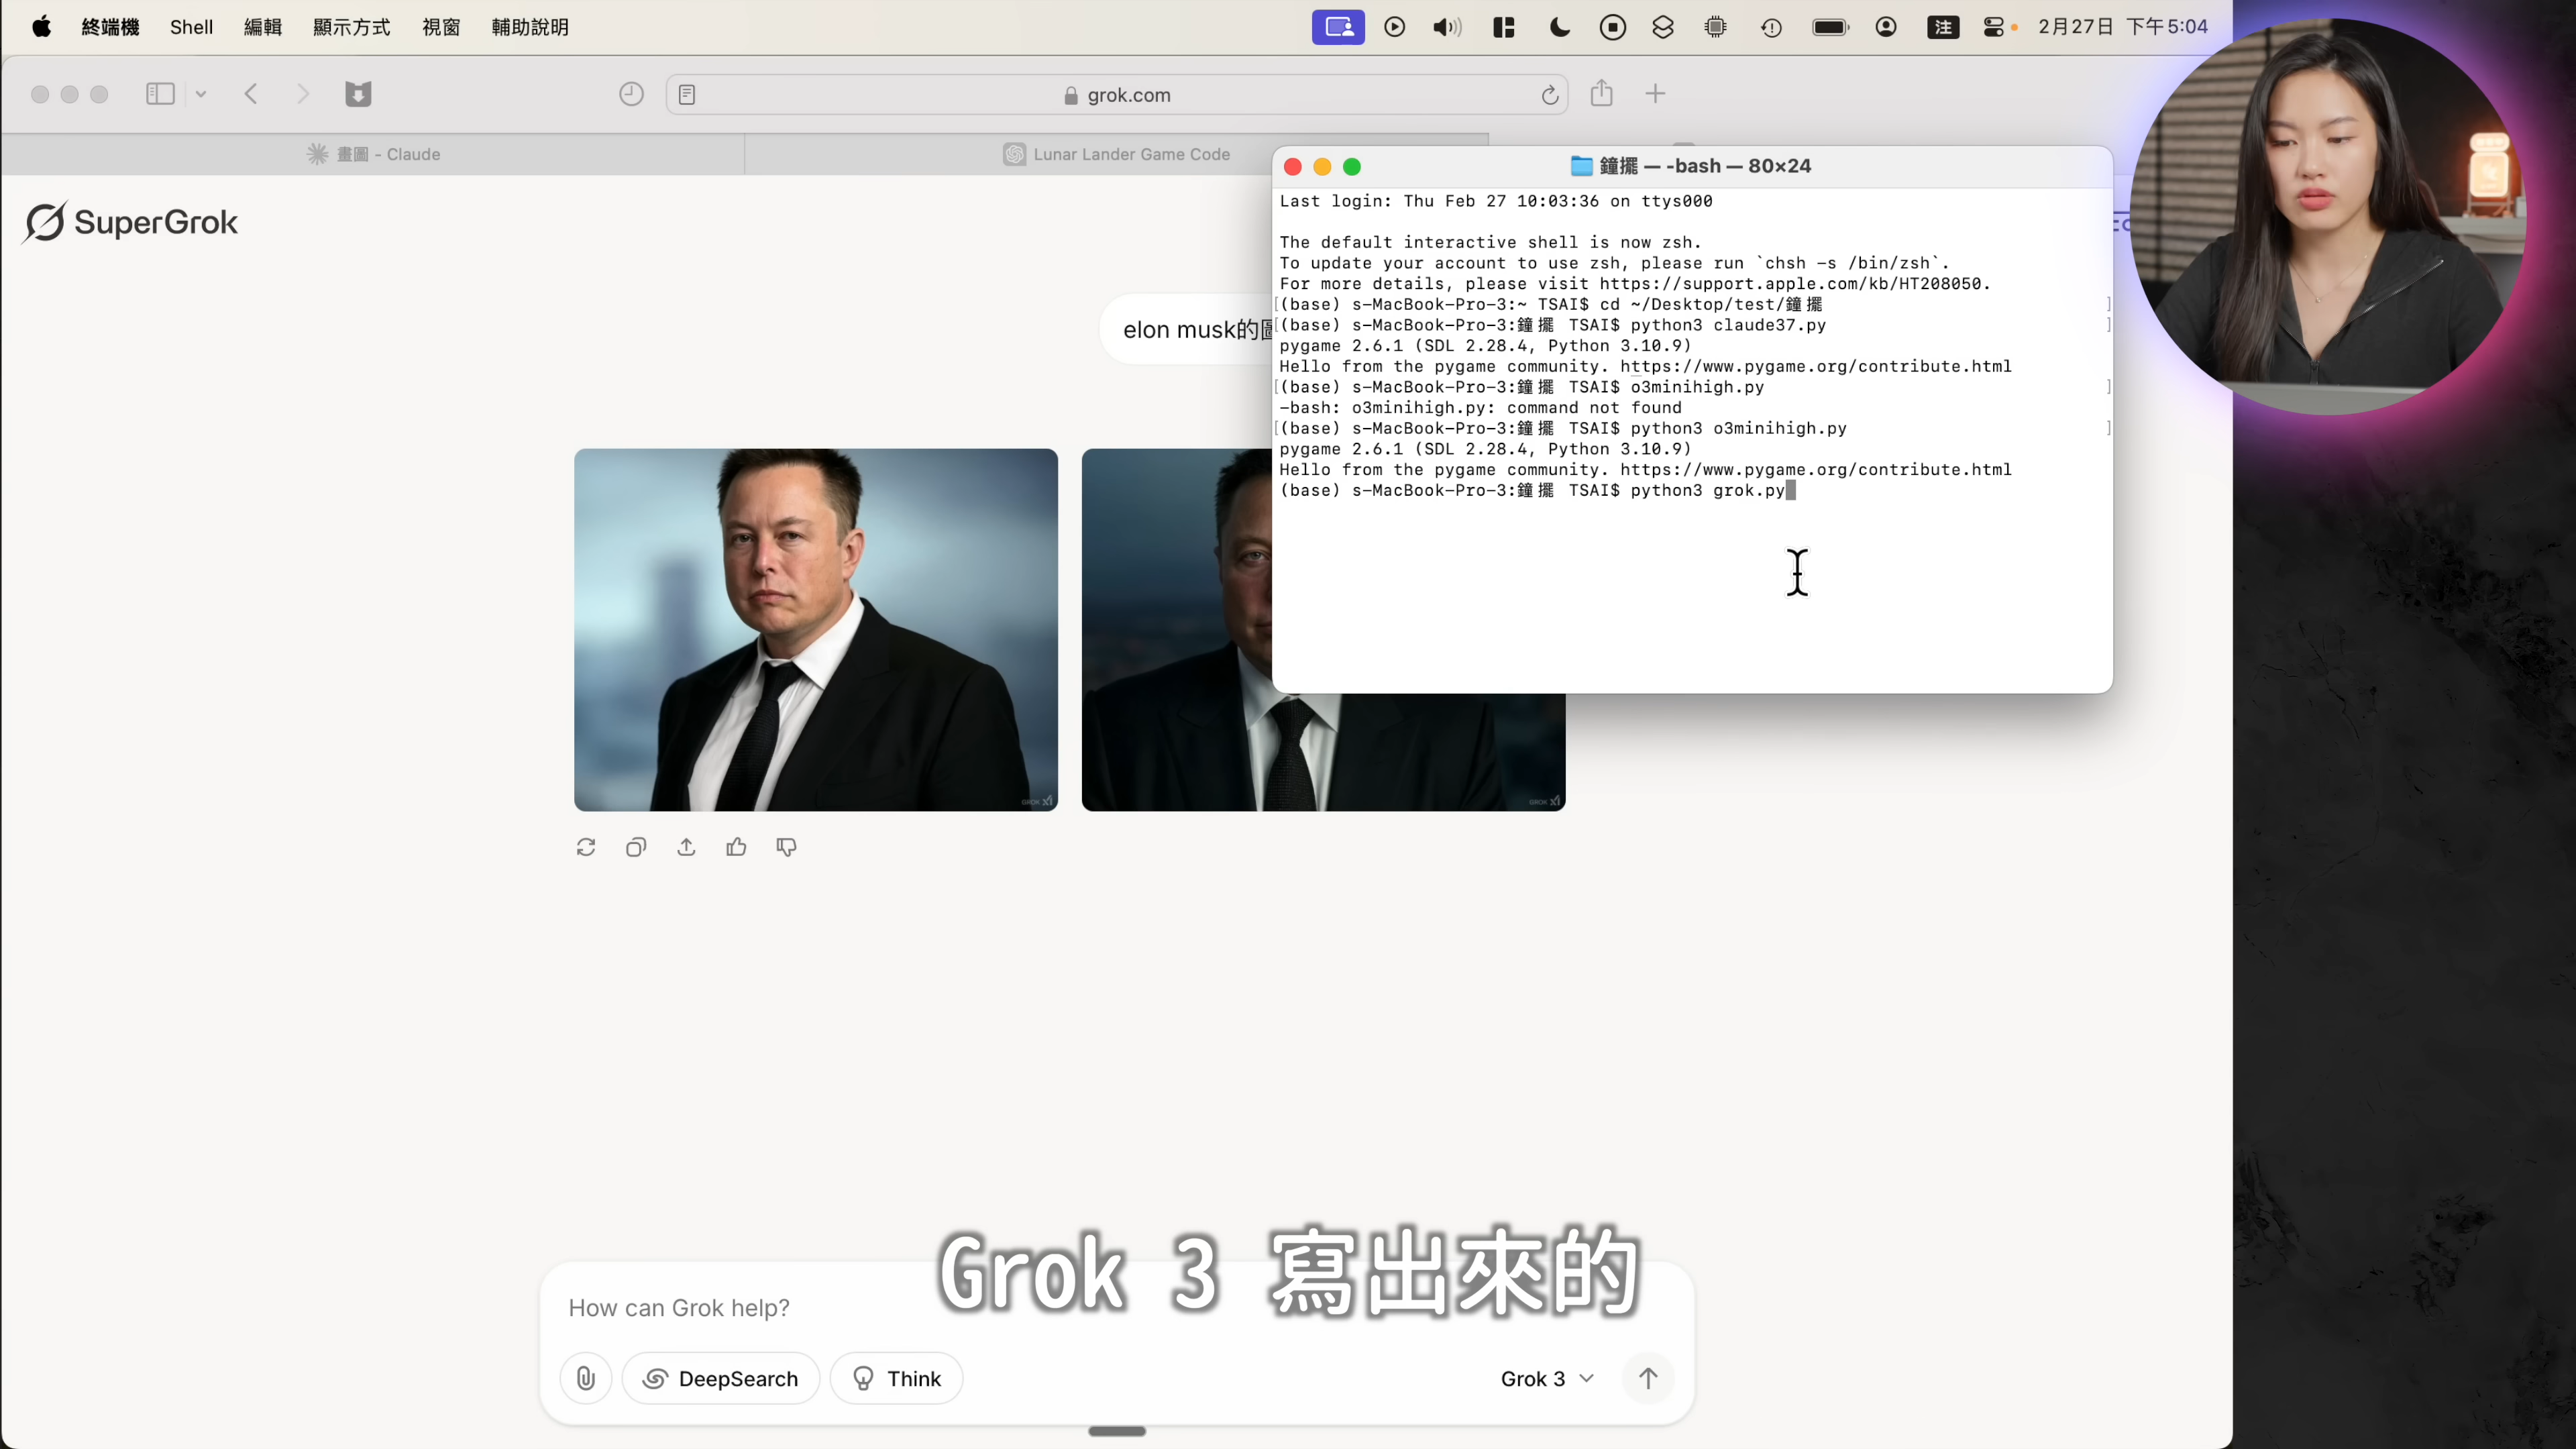 終端機 Shell 編輯 顯示方式 視窗 輔助說明
注 2月27日 下午5:04
grok.com
畫圖 - Claude
Lunar Lander Game Code
SuperGrok
elon musk的
鐘擺 — -bash — 80×24
Last login: Thu Feb 27 10:03:36 on ttys000
The default interactive shell is now zsh.
To update your account to use zsh, please run `chsh -s /bin/zsh`.
For more details, please visit https://support.apple.com/kb/HT208050.
[(base) s-MacBook-Pro-3:~ TSAI$ cd ~/Desktop/test/鐘擺 ]
[(base) s-MacBook-Pro-3:鐘擺 TSAI$ python3 claude37.py ]
pygame 2.6.1 (SDL 2.28.4, Python 3.10.9)
Hello from the pygame community. https://www.pygame.org/contribute.html
[(base) s-MacBook-Pro-3:鐘擺 TSAI$ o3minihigh.py ]
-bash: o3minihigh.py: command not found
[(base) s-MacBook-Pro-3:鐘擺 TSAI$ python3 o3minihigh.py ]
pygame 2.6.1 (SDL 2.28.4, Python 3.10.9)
Hello from the pygame community. https://www.pygame.org/contribute.html
(base) s-MacBook-Pro-3:鐘擺 TSAI$ python3 grok.py
GROK xI
GROK xI
Grok 3 寫出來的
How can Grok help?
DeepSearch Think Grok 3